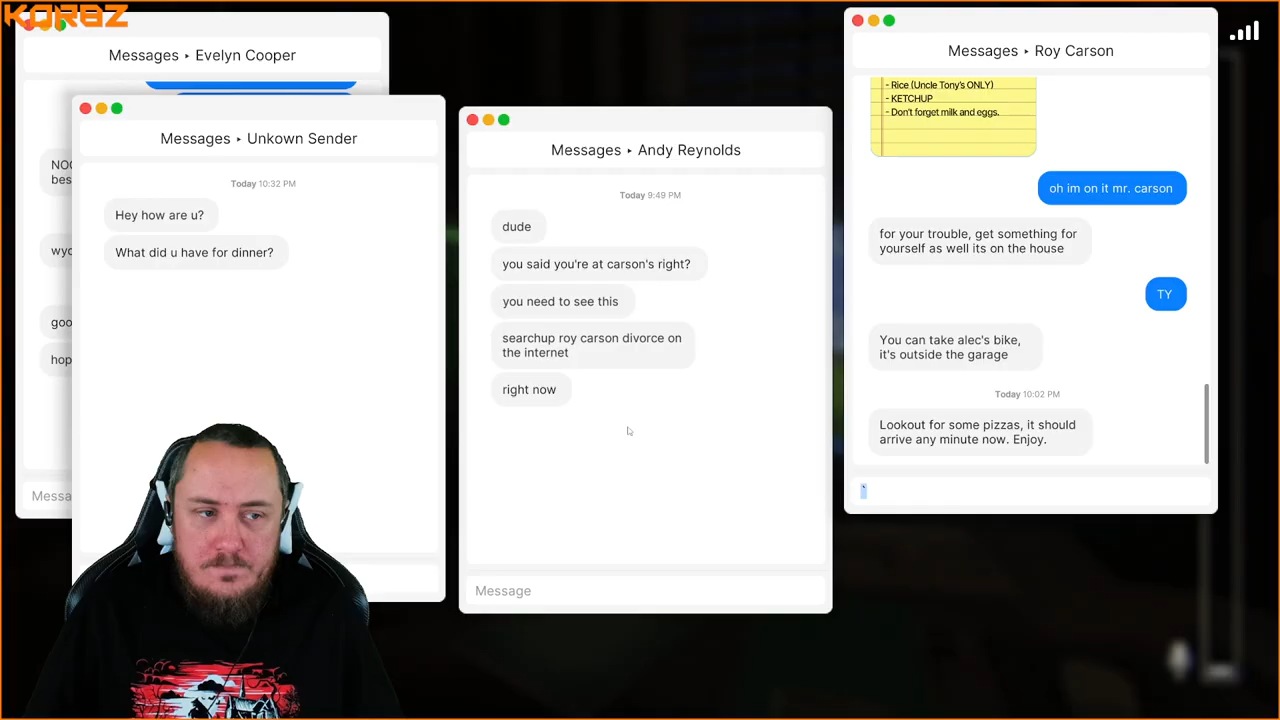 KORBZ
Messages ▸ Evelyn Cooper
NOO
bes
wyd
goo
hop
Messa
Messages ▸ Unkown Sender
Today 10:32 PM
Hey how are u?
What did u have for dinner?
Messages ▸ Andy Reynolds
Today 9:49 PM
dude
you said you're at carson's right?
you need to see this
searchup roy carson divorce on
the internet
right now
Message
Messages ▸ Roy Carson
- Rice (Uncle Tony's ONLY)
- KETCHUP
- Don't forget milk and eggs.
oh im on it mr. carson
for your trouble, get something for
yourself as well its on the house
TY
You can take alec's bike,
it's outside the garage
Today 10:02 PM
Lookout for some pizzas, it should
arrive any minute now. Enjoy.